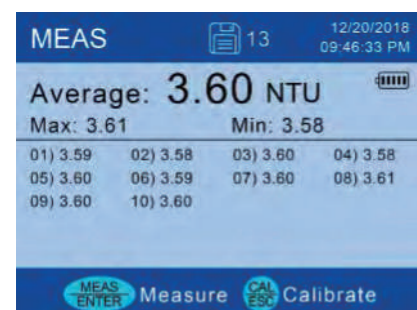 MEAS 13 12/20/2018
09:46:33 PM
Average: 3.60 NTU
Max: 3.61 Min: 3.58
01) 3.59 02) 3.58 03) 3.60 04) 3.58
05) 3.60 06) 3.59 07) 3.60 08) 3.61
09) 3.60 10) 3.60
MEAS
ENTER Measure CAL
ESC Calibrate